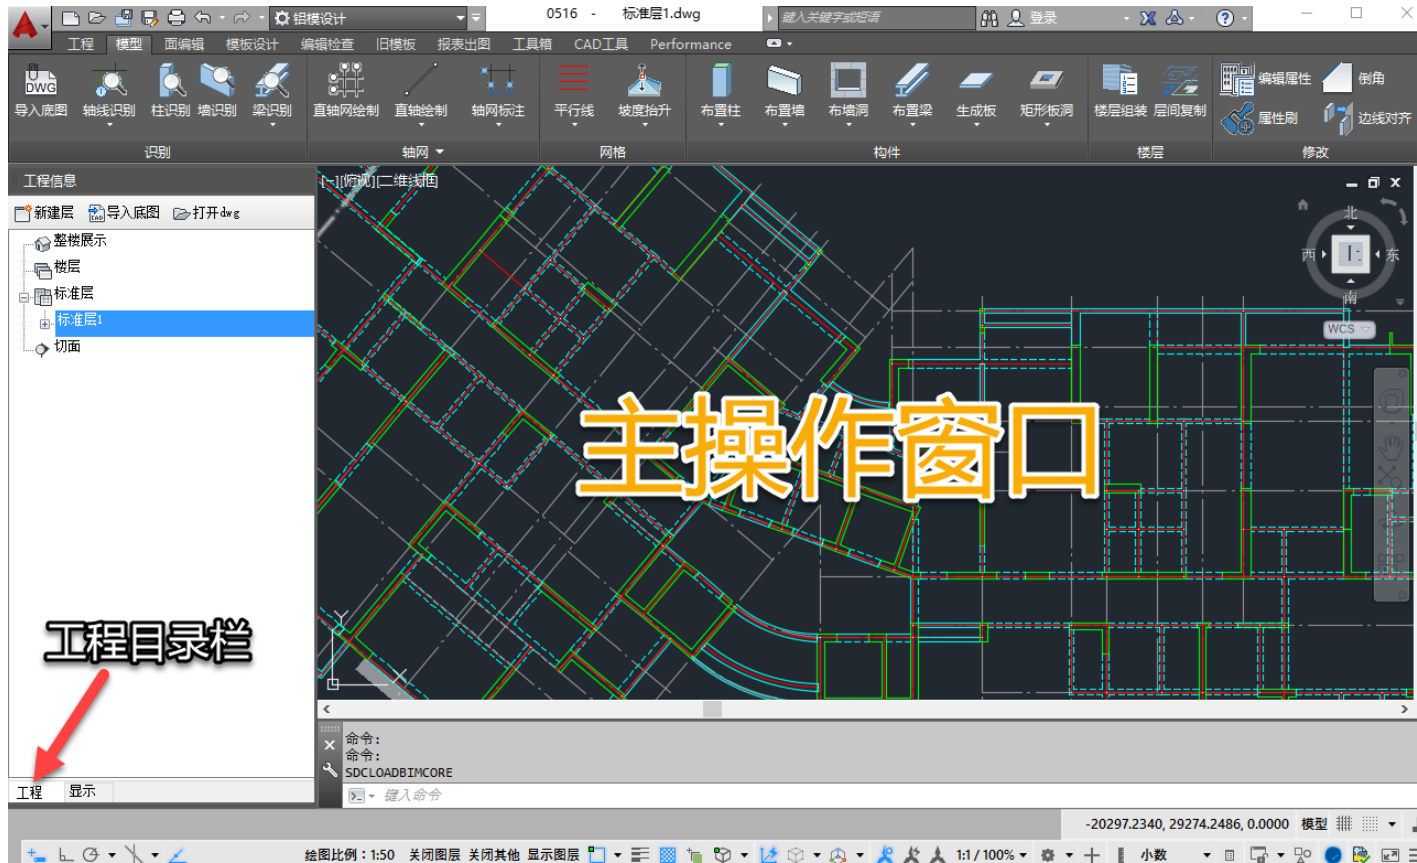 铝模设计
0516 - 标准层1.dwg
键入关键字或短语
登录
工程 模型 面编辑 模板设计 编辑检查 旧模板 报表出图 工具箱 CAD工具 Performance
DWG
导入底图 轴线识别 柱识别 墙识别 梁识别 直轴网绘制 直轴绘制 轴网标注 平行线 坡度抬升 布置柱 布置墙 布墙洞 布置梁 生成板 矩形板洞 楼层组装 层间复制 编辑属性 倒角
属性刷 边线对齐
识别 轴网 网格 构件 楼层 修改
工程信息
新建层 导入底图 打开dwg
整楼展示
楼层
标准层
标准层1
切面
[−][俯视][二维线框]
北
西 上 东
南
WCS
主操作窗口
工程目录栏
Y
X
工程 显示
命令:
命令:
SDCLOADBIMCORE
键入命令
-20297.2340, 29274.2486, 0.0000 模型
绘图比例：1:50 关闭图层 关闭其他 显示图层 1:1 / 100% 小数